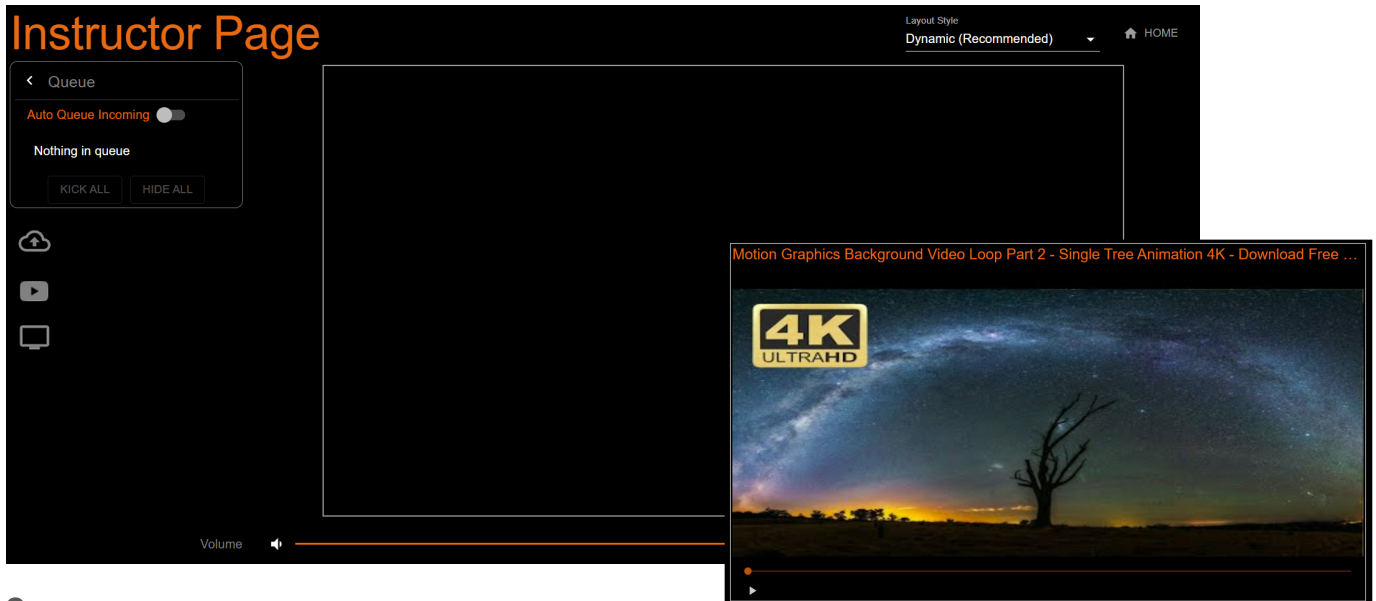 Instructor Page
Layout Style
Dynamic (Recommended)
HOME
Queue
Auto Queue Incoming
Nothing in queue
KICK ALL HIDE ALL
Volume
Motion Graphics Background Video Loop Part 2 - Single Tree Animation 4K - Download Free ...
4K
ULTRAHD